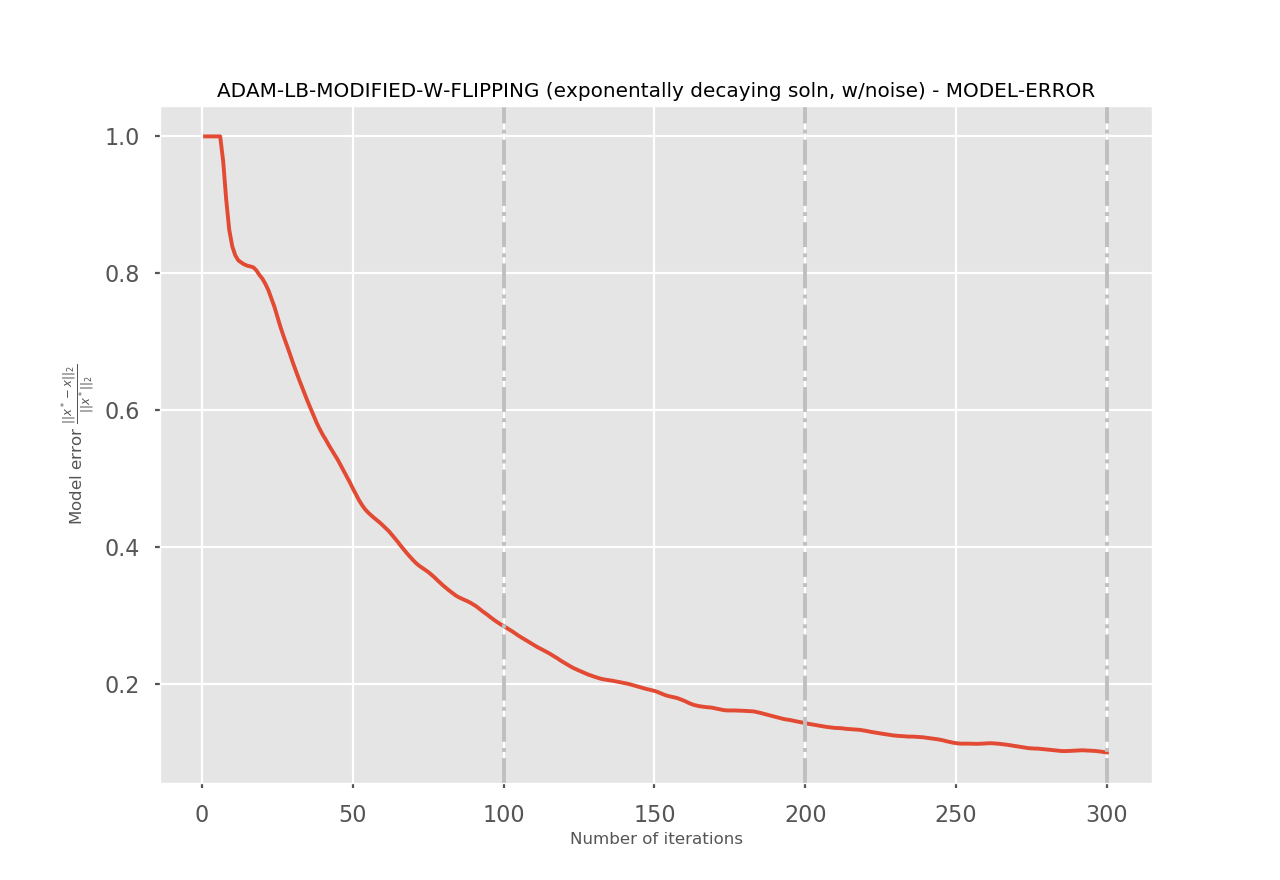 ADAM-LB-MODIFIED-W-FLIPPING (exponentially decaying soln, w/noise) - MODEL-ERROR
1.0
0.8
0.6
0.4
0.2
Model error ||x* − x||₂ / ||x*||₂
0 50 100 150 200 250 300
Number of iterations